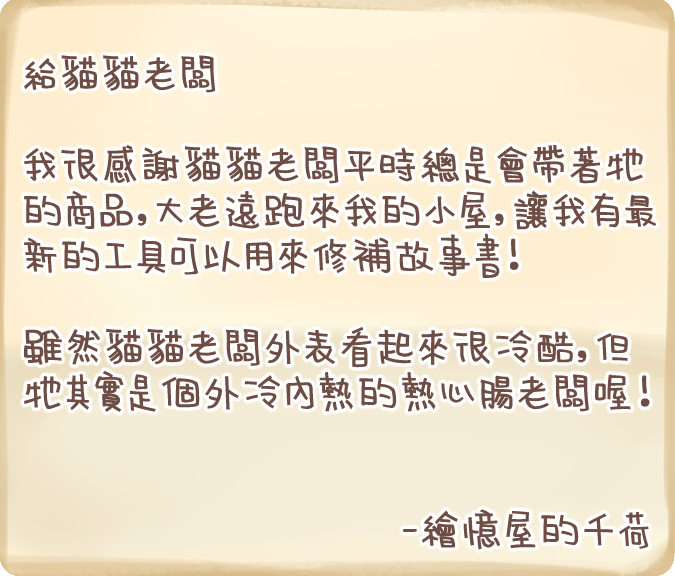 給貓貓老闆
我很感謝貓貓老闆平時總是會帶著牠
的商品,大老遠跑來我的小屋,讓我有最
新的工具可以用來修補故事書!
雖然貓貓老闆外表看起來很冷酷,但
牠其實是個外冷內熱的熱心腸老闆喔!
-繪憶屋的千荷